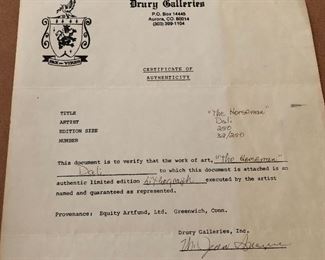 Drury Galleries
P.O. Box 14445
Aurora, CO. 80014
(303) 399-1104
CERTIFICATE OF
AUTHENTICITY
TITLE "The Horseman"
ARTIST Dali
EDITION SIZE 250
NUMBER /250
This document is to verify that the work of art, "The Horseman"
Dali to which this document is attached is an
authentic limited edition lithograph executed by the artist
named and guaranteed as represented.
Provenance: Equity Artfund, Ltd. Greenwich, Conn.
Drury Galleries, Inc.